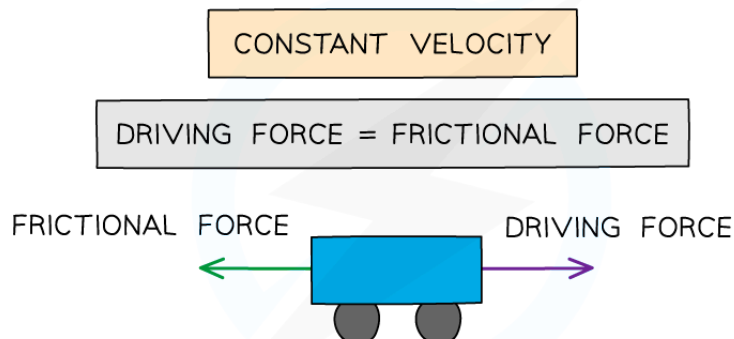 CONSTANT VELOCITY
DRIVING FORCE = FRICTIONAL FORCE
FRICTIONAL FORCE
DRIVING FORCE